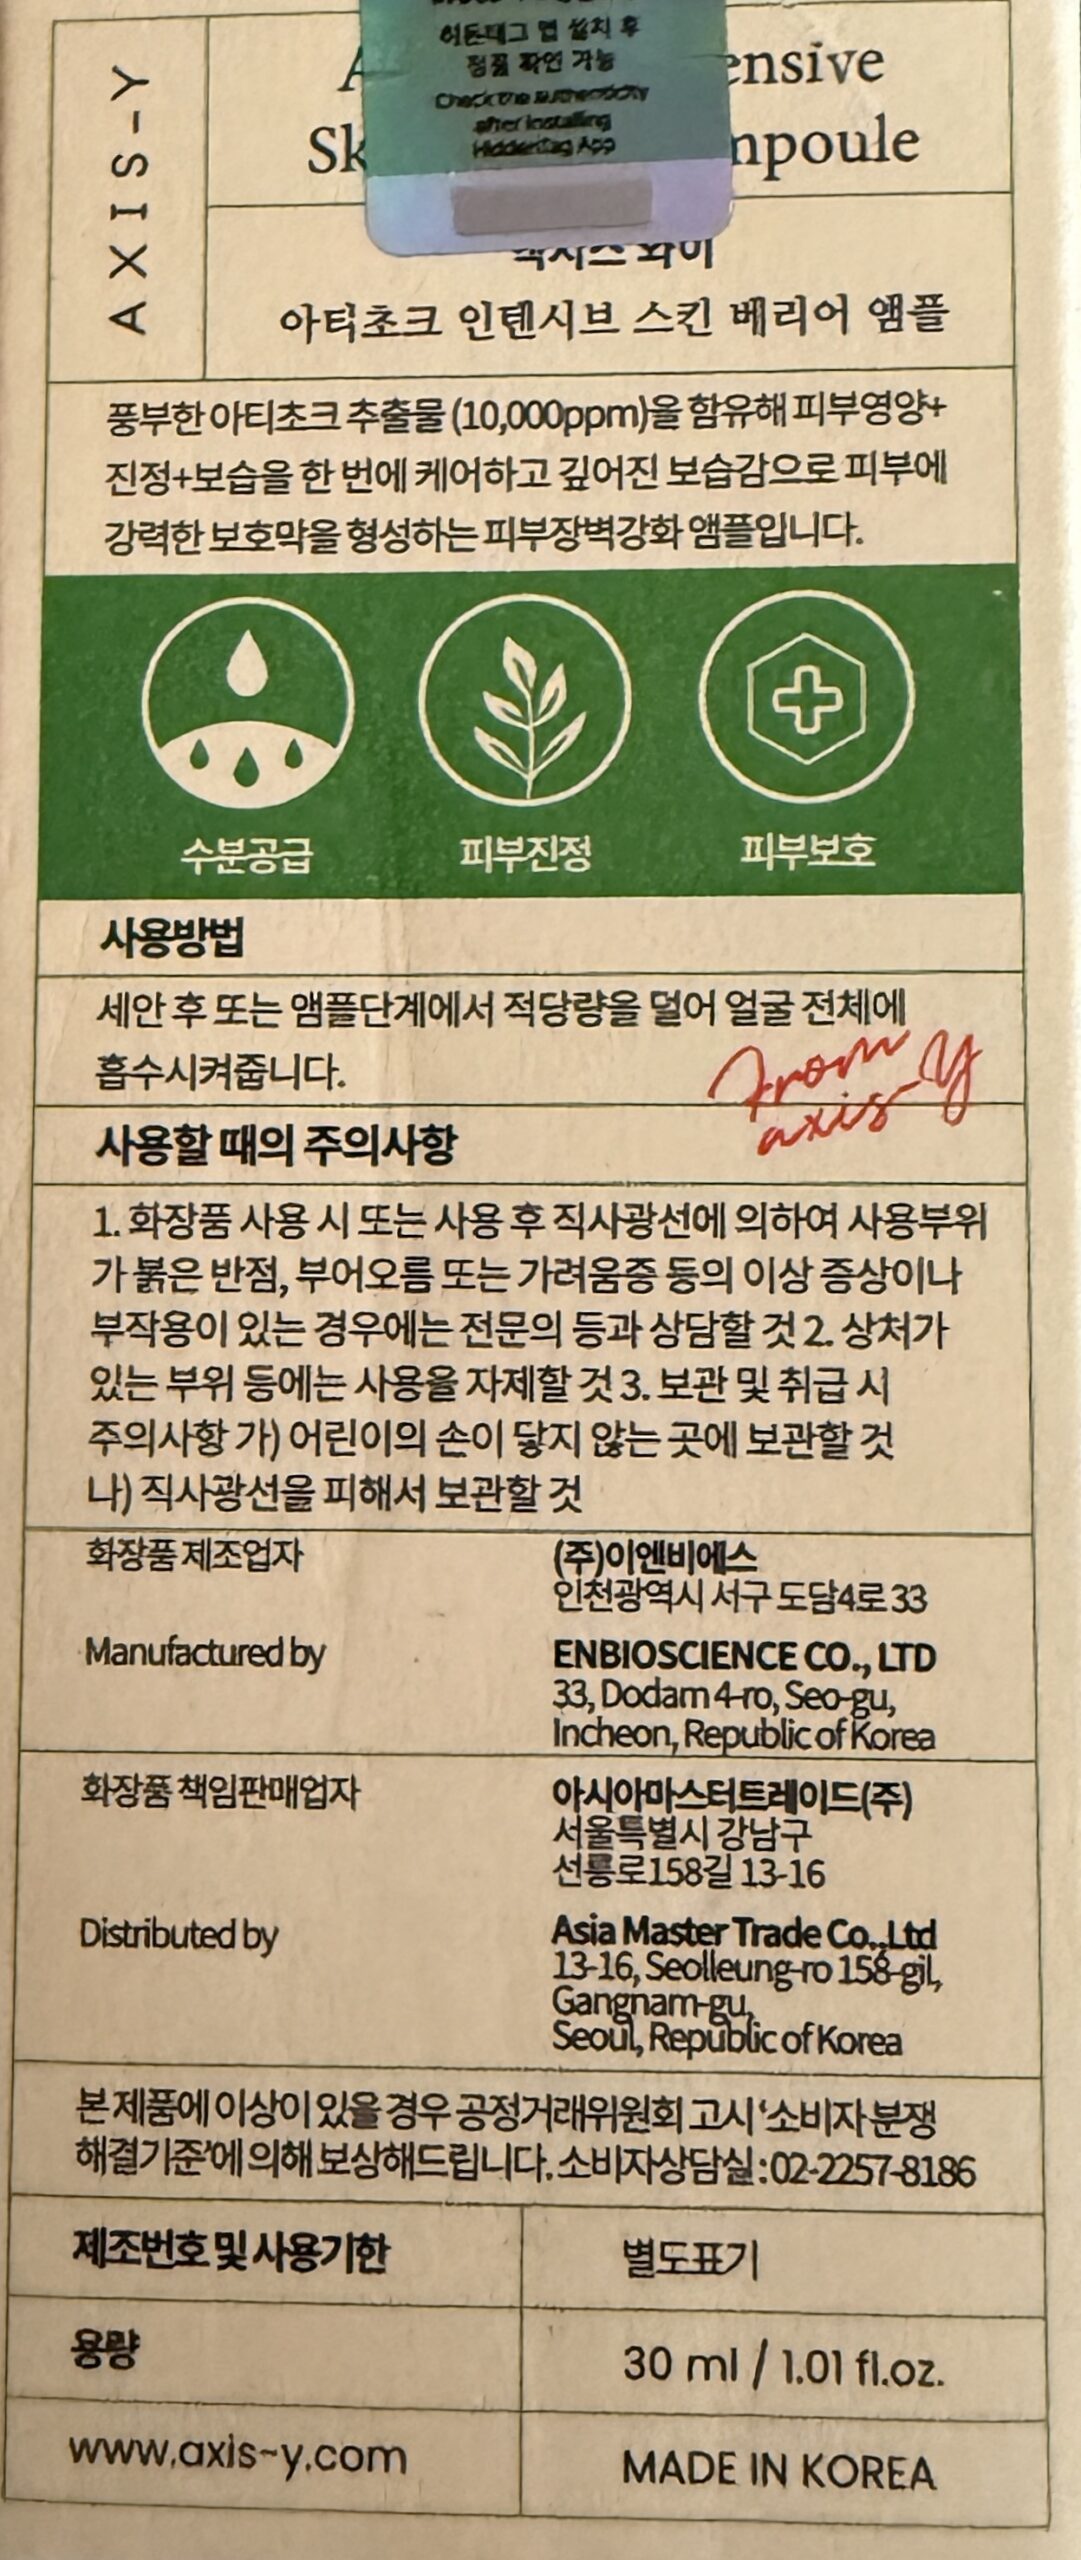 허든태그 앱 설치 후
정품 확인 가능
Check the authenticity
after installing
HiddenTag App
AXIS-Y
ensive
Sk mpoule
와이
아티초크 인텐시브 스킨 베리어 앰플
풍부한 아티초크 추출물 (10,000ppm)을 함유해 피부영양+
진정+보습을 한 번에 케어하고 깊어진 보습감으로 피부에
강력한 보호막을 형성하는 피부장벽강화 앰플입니다.
수분공급 피부진정 피부보호
사용방법
세안 후 또는 앰플단계에서 적당량을 덜어 얼굴 전체에
흡수시켜줍니다.
from
axis-y
사용할 때의 주의사항
1. 화장품 사용 시 또는 사용 후 직사광선에 의하여 사용부위
가 붉은 반점, 부어오름 또는 가려움증 등의 이상 증상이나
부작용이 있는 경우에는 전문의 등과 상담할 것 2. 상처가
있는 부위 등에는 사용을 자제할 것 3. 보관 및 취급 시
주의사항 가) 어린이의 손이 닿지 않는 곳에 보관할 것
나) 직사광선을 피해서 보관할 것
화장품 제조업자 (주)이엔비에스
인천광역시 서구 도담4로 33
Manufactured by ENBIOSCIENCE CO., LTD
33, Dodam 4-ro, Seo-gu,
Incheon, Republic of Korea
화장품 책임판매업자 아시아마스터트레이드(주)
서울특별시 강남구
선릉로158길 13-16
Distributed by Asia Master Trade Co.,Ltd
13-16, Seolleung-ro 158-gil,
Gangnam-gu,
Seoul, Republic of Korea
본 제품에 이상이 있을 경우 공정거래위원회 고시 '소비자 분쟁
해결기준'에 의해 보상해드립니다. 소비자상담실 : 02-2257-8186
제조번호 및 사용기한 별도표기
용량 30 ml / 1.01 fl.oz.
www.axis-y.com MADE IN KOREA